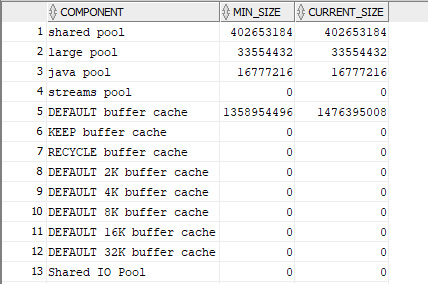 COMPONENT MIN_SIZE CURRENT_SIZE
1 shared pool 402653184 402653184
2 large pool 33554432 33554432
3 java pool 16777216 16777216
4 streams pool 0 0
5 DEFAULT buffer cache 1358954496 1476395008
6 KEEP buffer cache 0 0
7 RECYCLE buffer cache 0 0
8 DEFAULT 2K buffer cache 0 0
9 DEFAULT 4K buffer cache 0 0
10 DEFAULT 8K buffer cache 0 0
11 DEFAULT 16K buffer cache 0 0
12 DEFAULT 32K buffer cache 0 0
13 Shared IO Pool 0 0